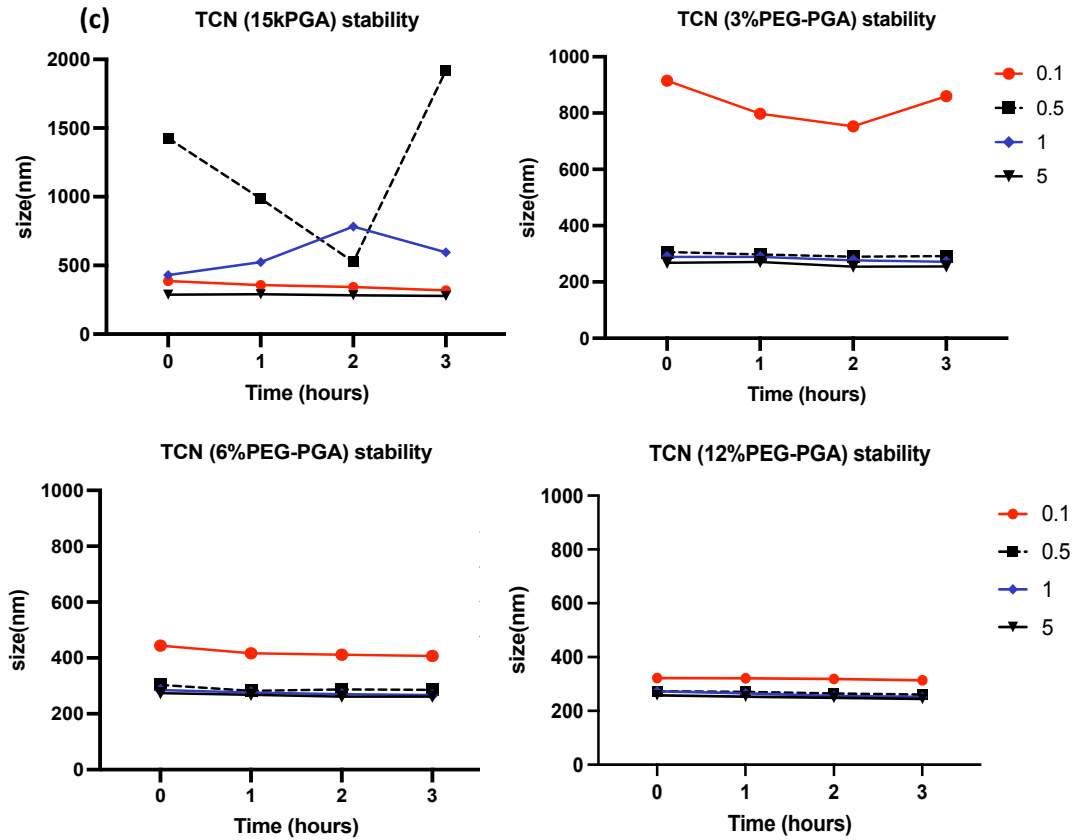 (c)
TCN (15kPGA) stability
2000
1500
1000
500
0
size(nm)
0 1 2 3
Time (hours)
TCN (3%PEG-PGA) stability
1000
800
600
400
200
0
size(nm)
0 1 2 3
Time (hours)
0.1
0.5
1
5
TCN (6%PEG-PGA) stability
1000
800
600
400
200
0
size(nm)
0 1 2 3
Time (hours)
TCN (12%PEG-PGA) stability
1000
800
600
400
200
0
size(nm)
0 1 2 3
Time (hours)
0.1
0.5
1
5